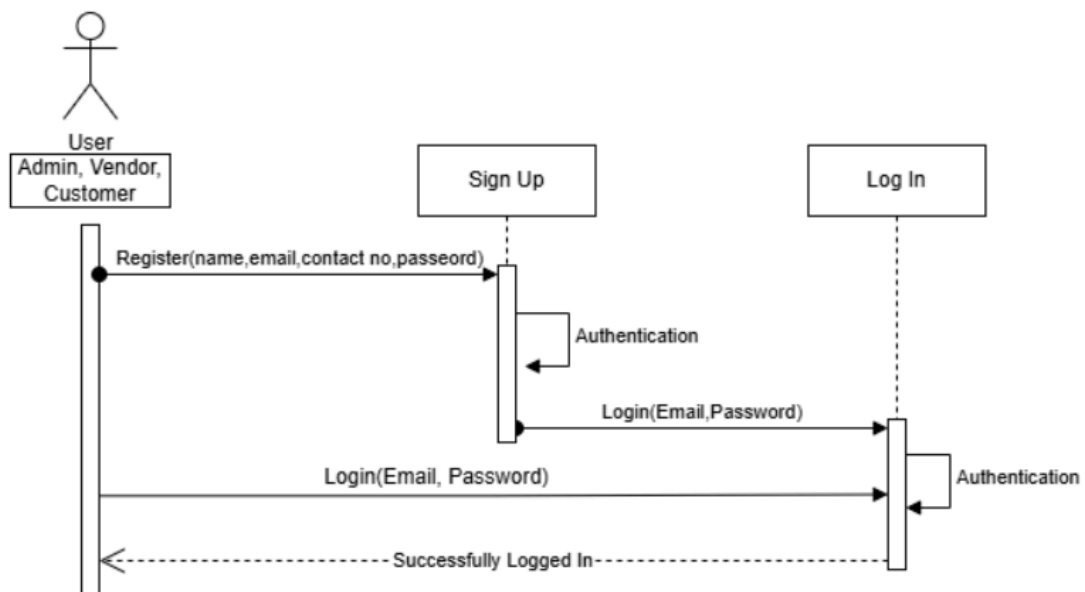 User
Admin, Vendor,
Customer
Sign Up
Log In
Register(name,email,contact no,passeord)
Authentication
Login(Email,Password)
Login(Email, Password)
Authentication
Successfully Logged In